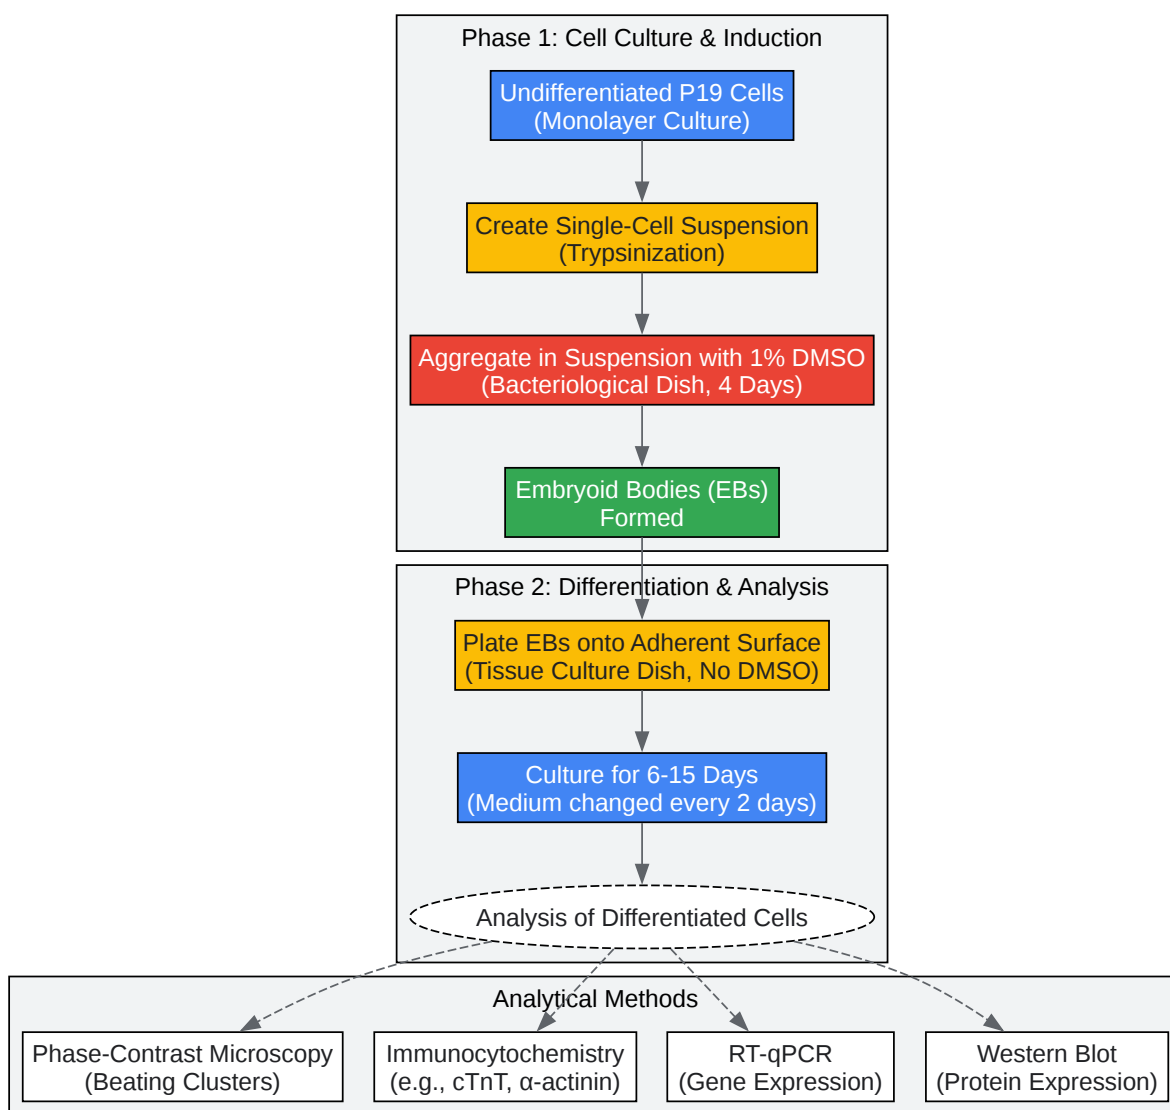 Phase 1: Cell Culture & Induction
Undifferentiated P19 Cells
(Monolayer Culture)
Create Single-Cell Suspension
(Trypsinization)
Aggregate in Suspension with 1% DMSO
(Bacteriological Dish, 4 Days)
Embryoid Bodies (EBs)
Formed
Phase 2: Differentiation & Analysis
Plate EBs onto Adherent Surface
(Tissue Culture Dish, No DMSO)
Culture for 6-15 Days
(Medium changed every 2 days)
Analysis of Differentiated Cells
Analytical Methods
Phase-Contrast Microscopy
(Beating Clusters)
Immunocytochemistry
(e.g., cTnT, α-actinin)
RT-qPCR
(Gene Expression)
Western Blot
(Protein Expression)